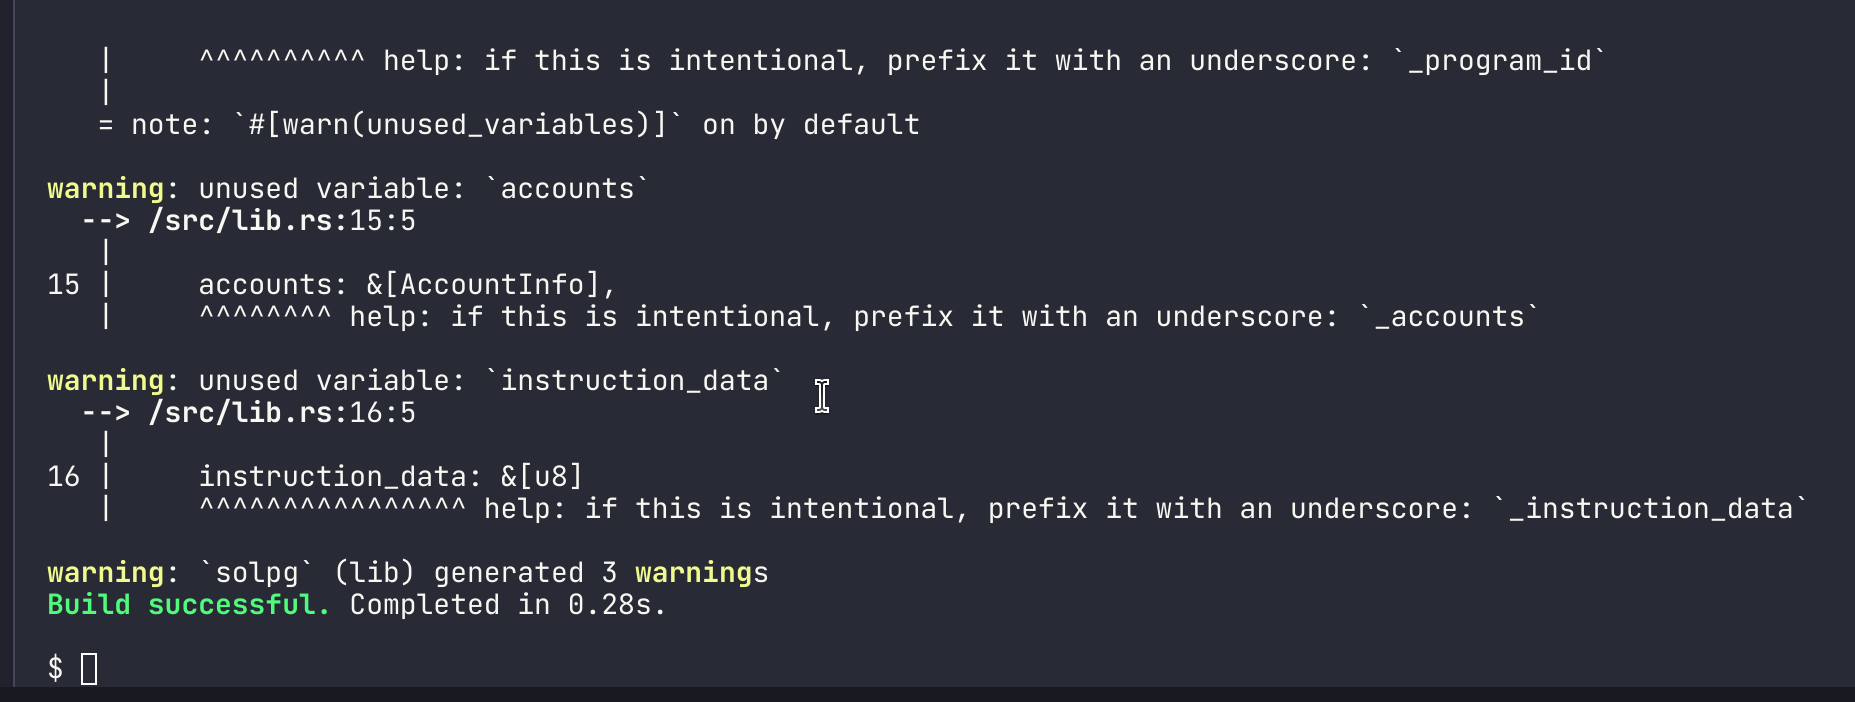 | ^^^^^^^^^^ help: if this is intentional, prefix it with an underscore: `_program_id`
|
= note: `#[warn(unused_variables)]` on by default
warning: unused variable: `accounts`
--> /src/lib.rs:15:5
|
15 | accounts: &[AccountInfo],
| ^^^^^^^^ help: if this is intentional, prefix it with an underscore: `_accounts`
warning: unused variable: `instruction_data`
--> /src/lib.rs:16:5
|
16 | instruction_data: &[u8]
| ^^^^^^^^^^^^^^^^ help: if this is intentional, prefix it with an underscore: `_instruction_data`
warning: `solpg` (lib) generated 3 warnings
Build successful. Completed in 0.28s.
$